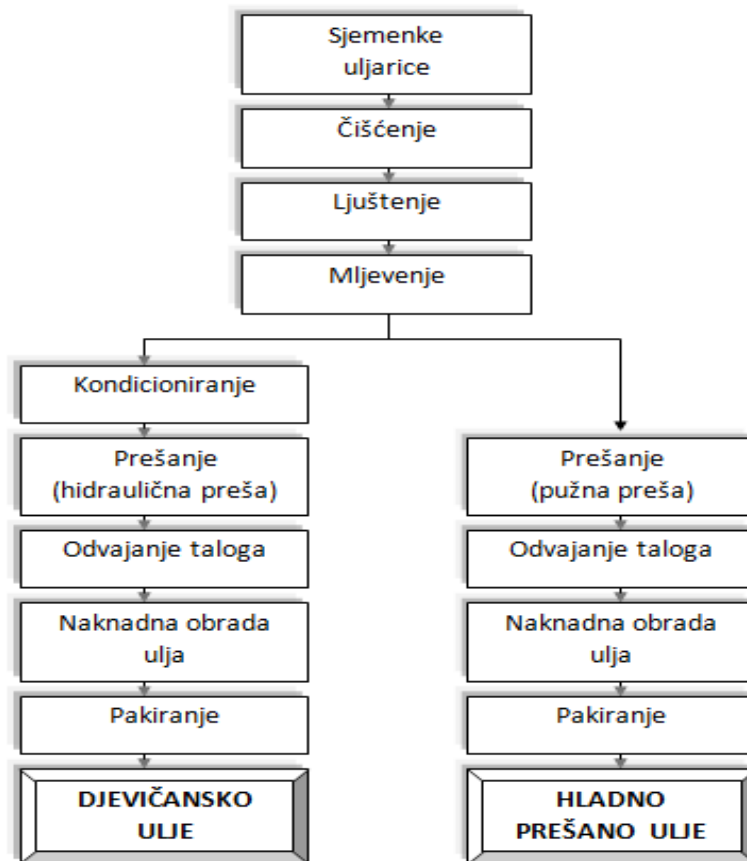 Sjemenke
uljarice
Čišćenje
Ljuštenje
Mljevenje
Kondicioniranje
Prešanje
(hidraulična preša)
Odvajanje taloga
Naknadna obrada
ulja
Pakiranje
DJEVIČANSKO
ULJE
Prešanje
(pužna preša)
Odvajanje taloga
Naknadna obrada
ulja
Pakiranje
HLADNO
PREŠANO ULJE